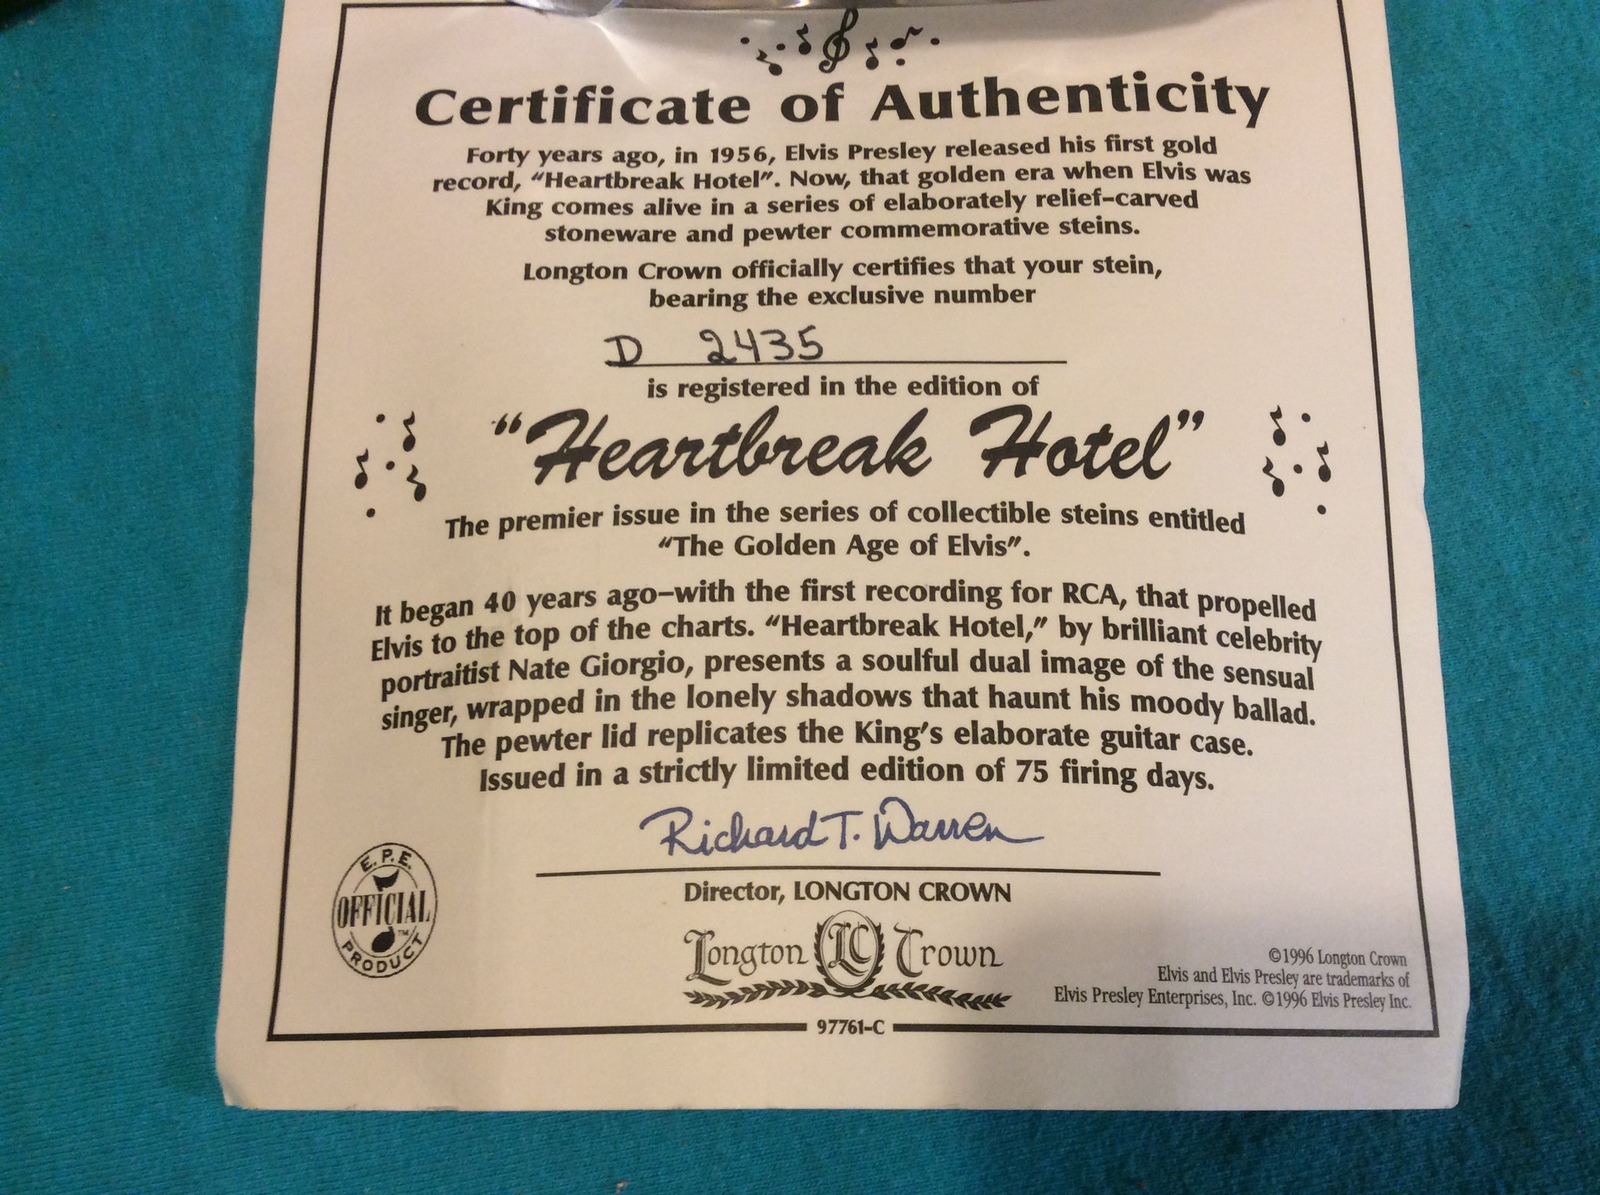 Certificate of Authenticity
Forty years ago, in 1956, Elvis Presley released his first gold
record, “Heartbreak Hotel”. Now, that golden era when Elvis was
King comes alive in a series of elaborately relief-carved
stoneware and pewter commemorative steins.
Longton Crown officially certifies that your stein,
bearing the exclusive number
D 2435
is registered in the edition of
“Heartbreak Hotel”
The premier issue in the series of collectible steins entitled
“The Golden Age of Elvis”.
It began 40 years ago–with the first recording for RCA, that propelled
Elvis to the top of the charts. “Heartbreak Hotel,” by brilliant celebrity
portraitist Nate Giorgio, presents a soulful dual image of the sensual
singer, wrapped in the lonely shadows that haunt his moody ballad.
The pewter lid replicates the King’s elaborate guitar case.
Issued in a strictly limited edition of 75 firing days.
Richard T. Warren
Director, LONGTON CROWN
E.P.E.
OFFICIAL
TM
PRODUCT
Longton LC Crown
©1996 Longton Crown
Elvis and Elvis Presley are trademarks of
Elvis Presley Enterprises, Inc. ©1996 Elvis Presley Inc.
97761-C